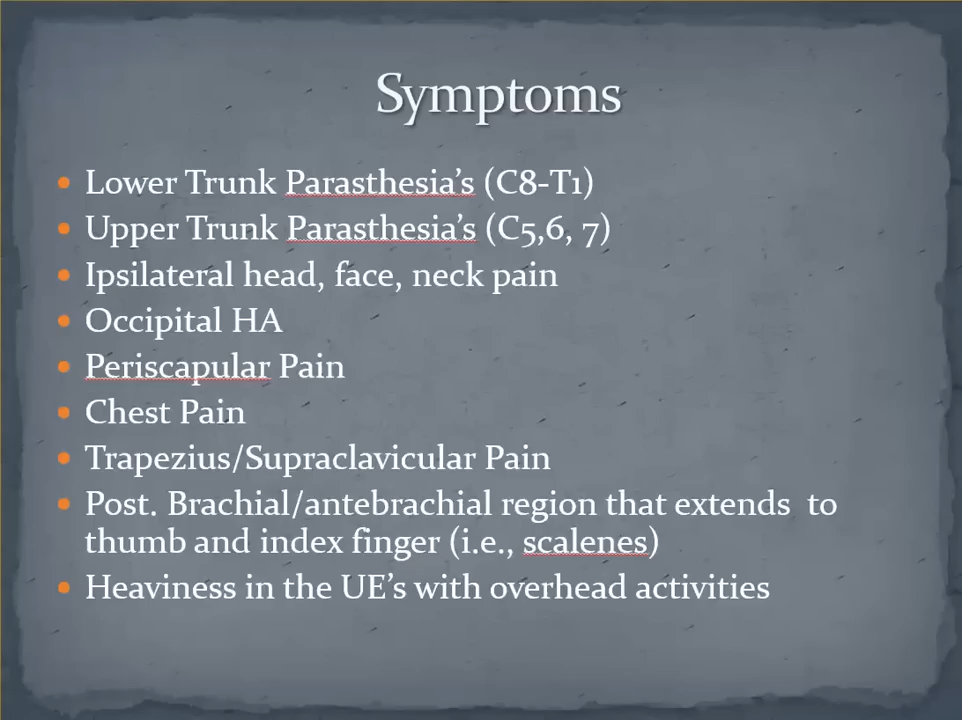 Symptoms
• Lower Trunk Parasthesia’s (C8-T1)
• Upper Trunk Parasthesia’s (C5,6, 7)
• Ipsilateral head, face, neck pain
• Occipital HA
• Periscapular Pain
• Chest Pain
• Trapezius/Supraclavicular Pain
• Post. Brachial/antebrachial region that extends  to
thumb and index finger (i.e., scalenes)
• Heaviness in the UE’s with overhead activities